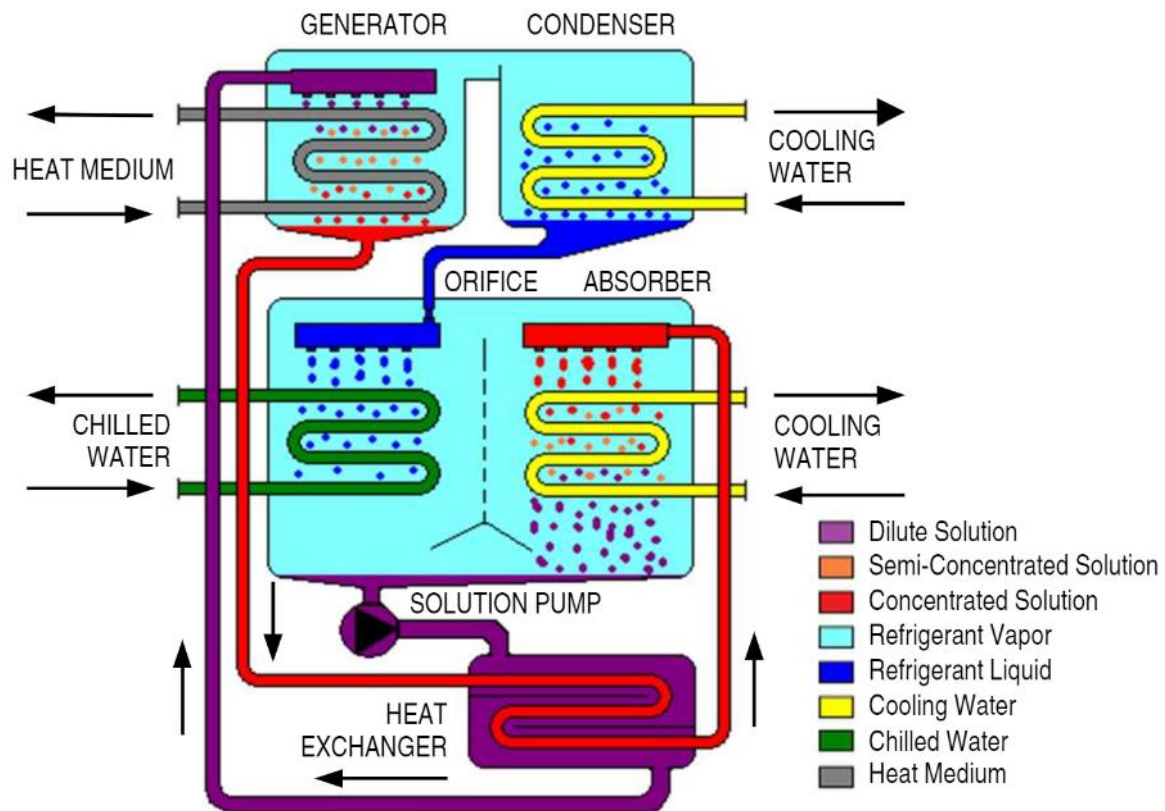 GENERATOR
CONDENSER
HEAT MEDIUM
COOLING
WATER
ORIFICE
ABSORBER
CHILLED
WATER
COOLING
WATER
Dilute Solution
Semi-Concentrated Solution
Concentrated Solution
Refrigerant Vapor
Refrigerant Liquid
Cooling Water
Chilled Water
Heat Medium
SOLUTION PUMP
HEAT
EXCHANGER